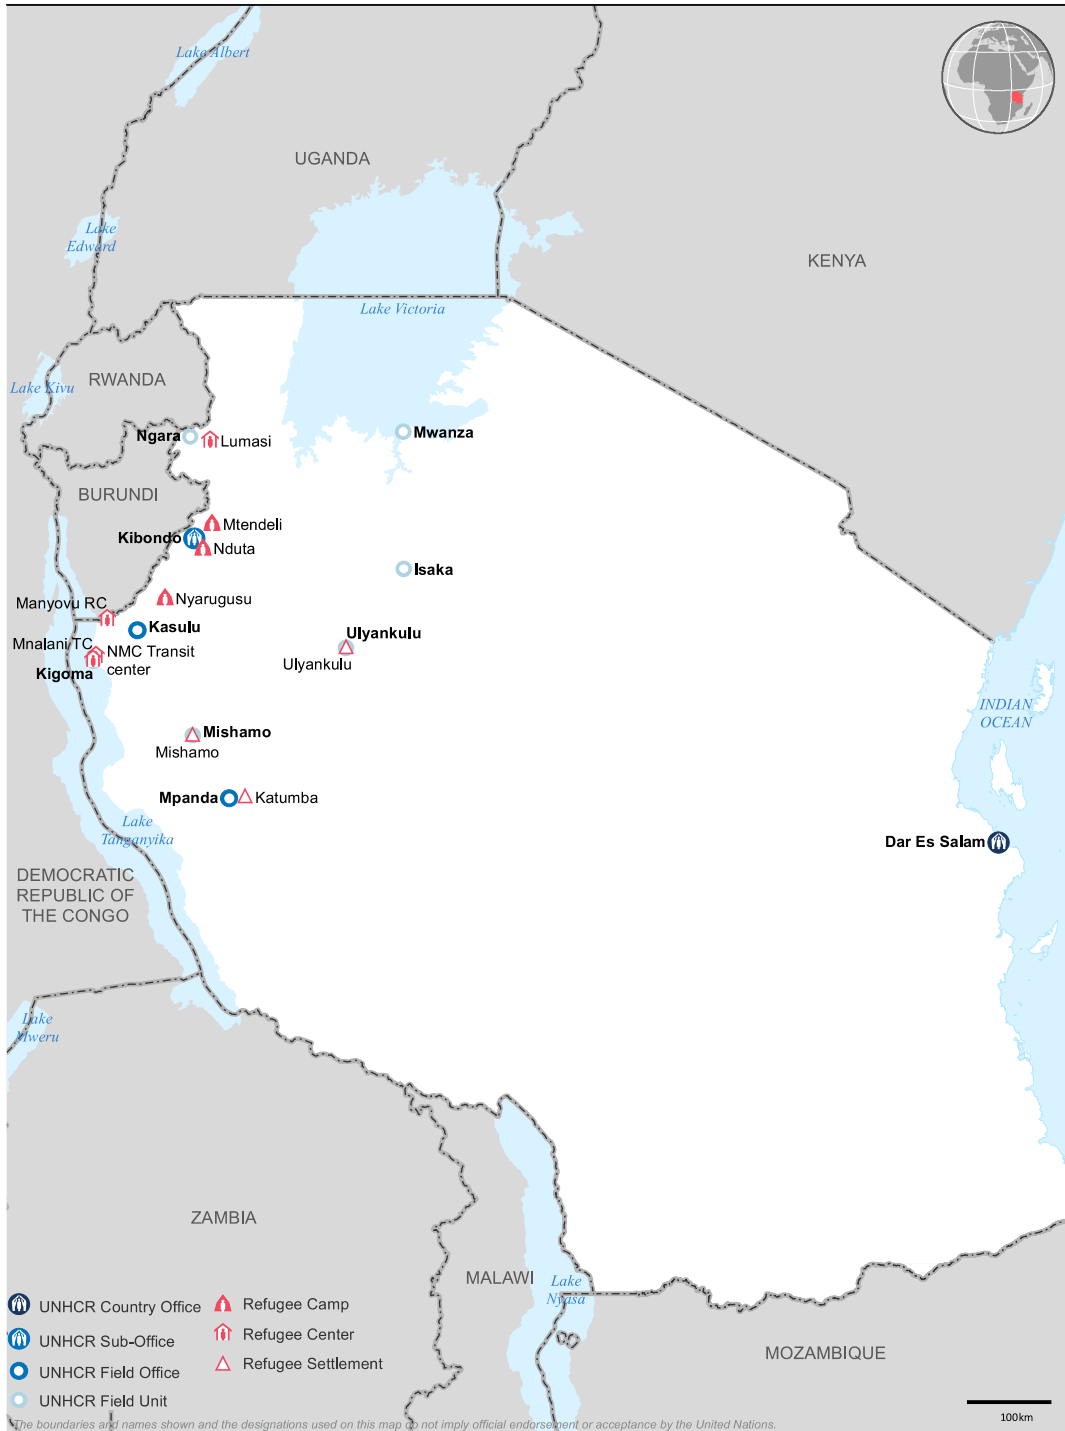 Lake Albert
UGANDA
Lake
Edward
KENYA
Lake Victoria
RWANDA
Lake Kivu
Ngara
Lumasi
Mwanza
BURUNDI
Mtendeli
Kibondo
Nduta
Isaka
Nyarugusu
Manyovu RC
Kasulu
Ulyankulu
Mnalani TC
NMC Transit
center
Ulyankulu
Kigoma
INDIAN
OCEAN
Mishamo
Mishamo
Mpanda
Katumba
Lake
Tanganyika
Dar Es Salam
DEMOCRATIC
REPUBLIC OF
THE CONGO
Lake
Mweru
ZAMBIA
MALAWI
Lake
Nyasa
MOZAMBIQUE
UNHCR Country Office
UNHCR Sub-Office
UNHCR Field Office
UNHCR Field Unit
Refugee Camp
Refugee Center
Refugee Settlement
100km
The boundaries and names shown and the designations used on this map do not imply official endorsement or acceptance by the United Nations.